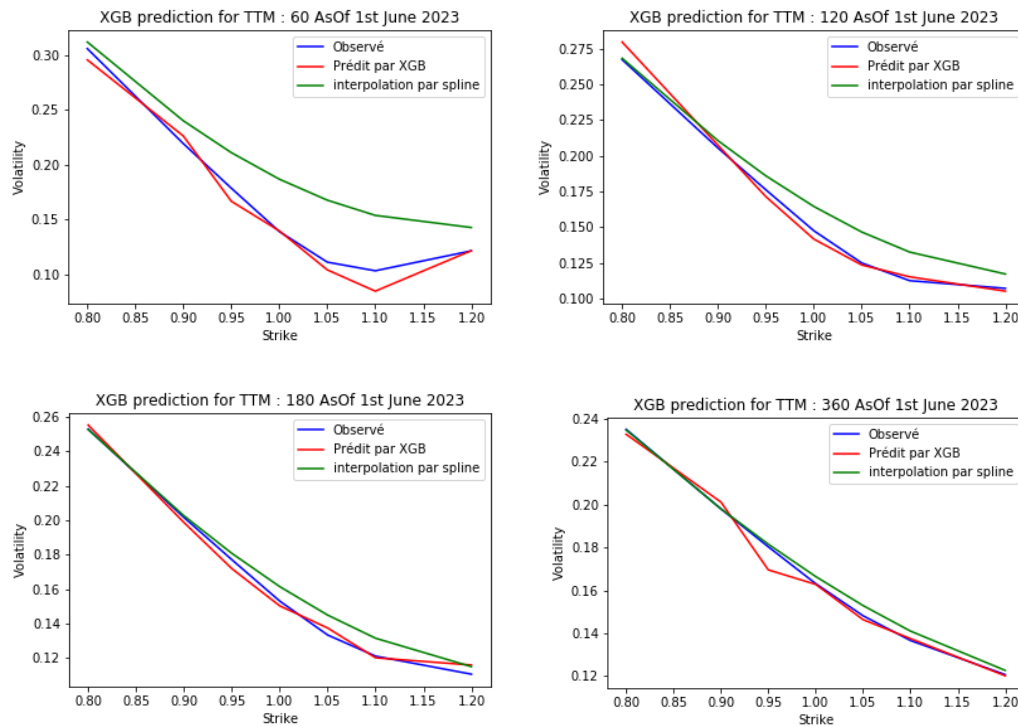 XGB prediction for TTM : 60 AsOf 1st June 2023
0.30
0.25
0.20
0.15
0.10
Volatility
Observé
Prédit par XGB
interpolation par spline
0.80 0.85 0.90 0.95 1.00 1.05 1.10 1.15 1.20
Strike
XGB prediction for TTM : 120 AsOf 1st June 2023
0.275
0.250
0.225
0.200
0.175
0.150
0.125
0.100
Volatility
Observé
Prédit par XGB
interpolation par spline
0.80 0.85 0.90 0.95 1.00 1.05 1.10 1.15 1.20
Strike
XGB prediction for TTM : 180 AsOf 1st June 2023
0.26
0.24
0.22
0.20
0.18
0.16
0.14
0.12
Volatility
Observé
Prédit par XGB
interpolation par spline
0.80 0.85 0.90 0.95 1.00 1.05 1.10 1.15 1.20
Strike
XGB prediction for TTM : 360 AsOf 1st June 2023
0.24
0.22
0.20
0.18
0.16
0.14
0.12
Volatility
Observé
Prédit par XGB
interpolation par spline
0.80 0.85 0.90 0.95 1.00 1.05 1.10 1.15 1.20
Strike